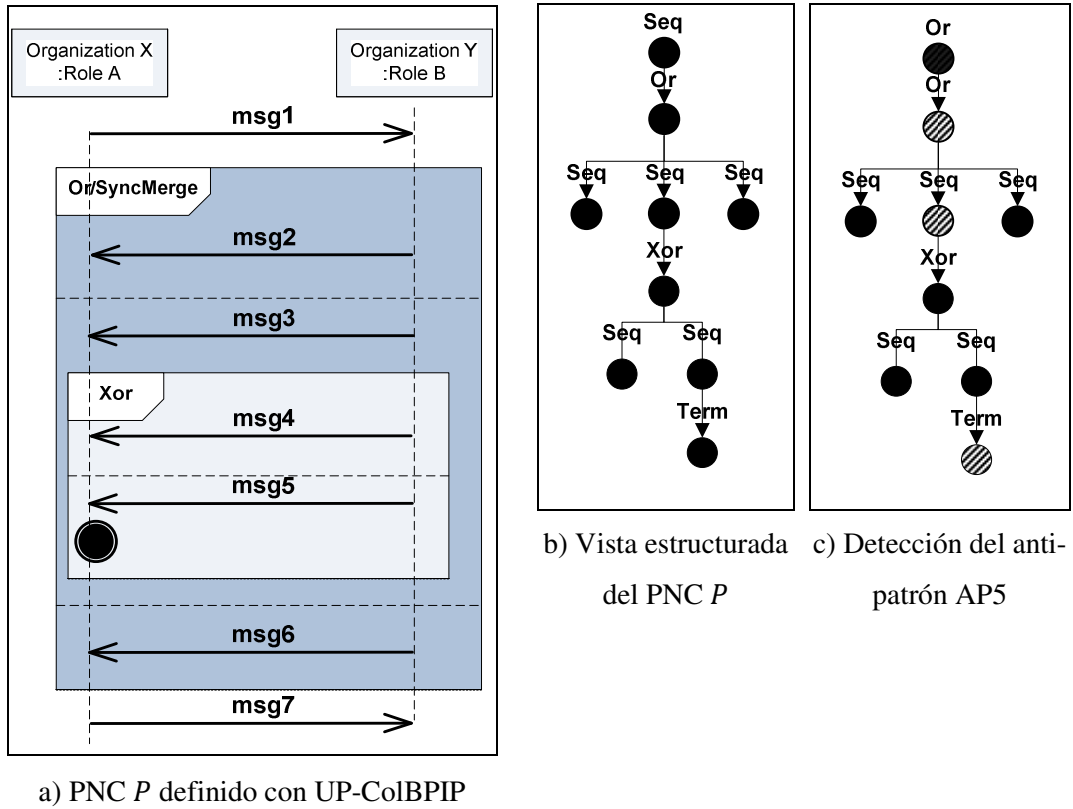 Organization X
:Role A
Organization Y
:Role B
msg1
Or/SyncMerge
msg2
msg3
Xor
msg4
msg5
msg6
msg7
a) PNC P definido con UP-ColBPIP
Seq
Or
Seq Seq Seq
Xor
Seq Seq
Term
b) Vista estructurada
del PNC P
Or
Or
Seq Seq Seq
Xor
Seq Seq
Term
c) Detección del anti-
patrón AP5